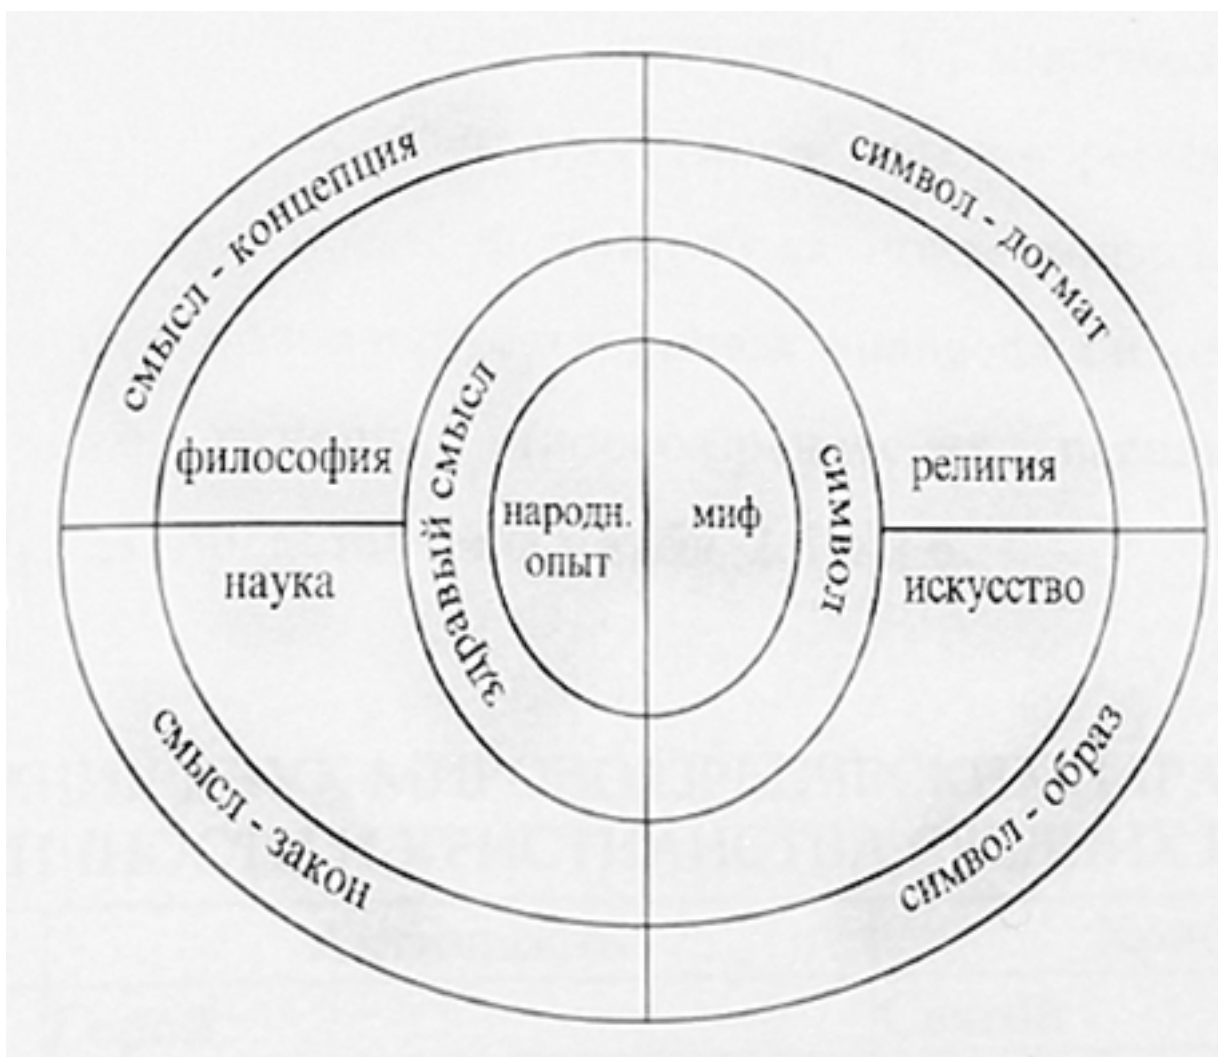 смысл - концепция
символ - догмат
философия
религия
здравый смысл
народн.
опыт
миф
символ
наука
искусство
смысл - закон
символ - образ